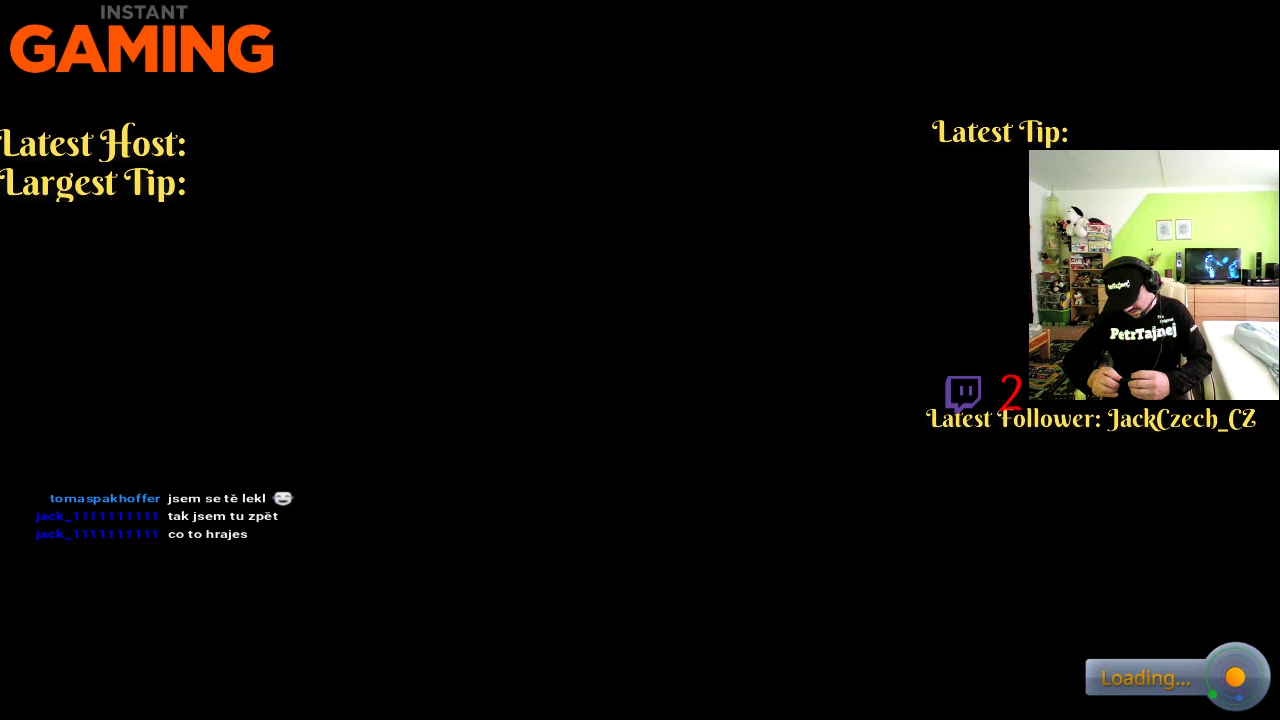 INSTANT
GAMING
Latest Host:
Largest Tip:
Latest Tip:
PetrTajnej
2
Latest Follower: JackCzech_CZ
tomaspakhoffer jsem se tě lekl
jack_1111111111 tak jsem tu zpět
jack_1111111111 co to hrajes
Loading...